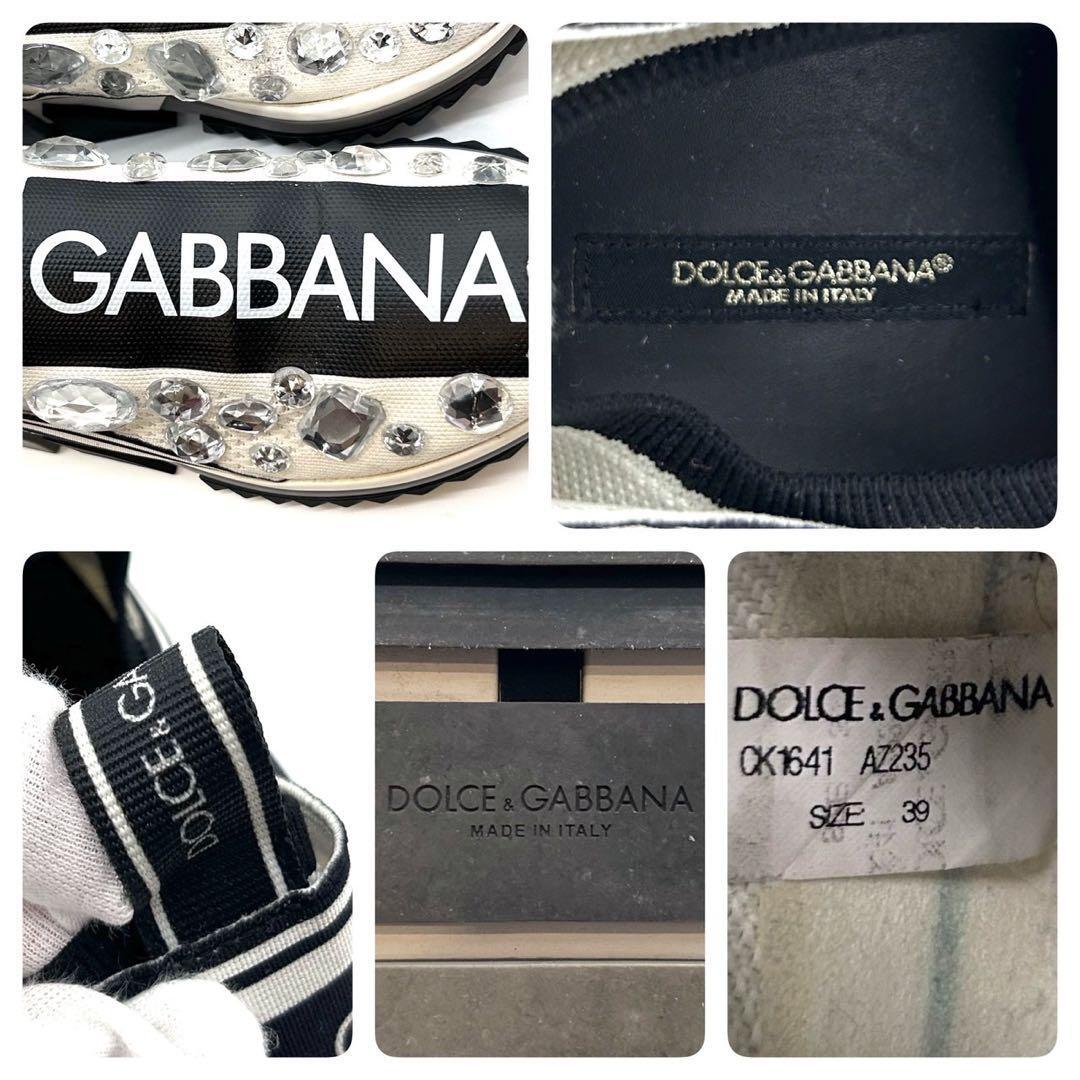 GABBANA
DOLCE&GABBANA®
MADE IN ITALY
DOLCE & GA
DOLCE & GABBANA
MADE IN ITALY
DOLCE & GABBANA
CK1641 AZ235
SIZE 39